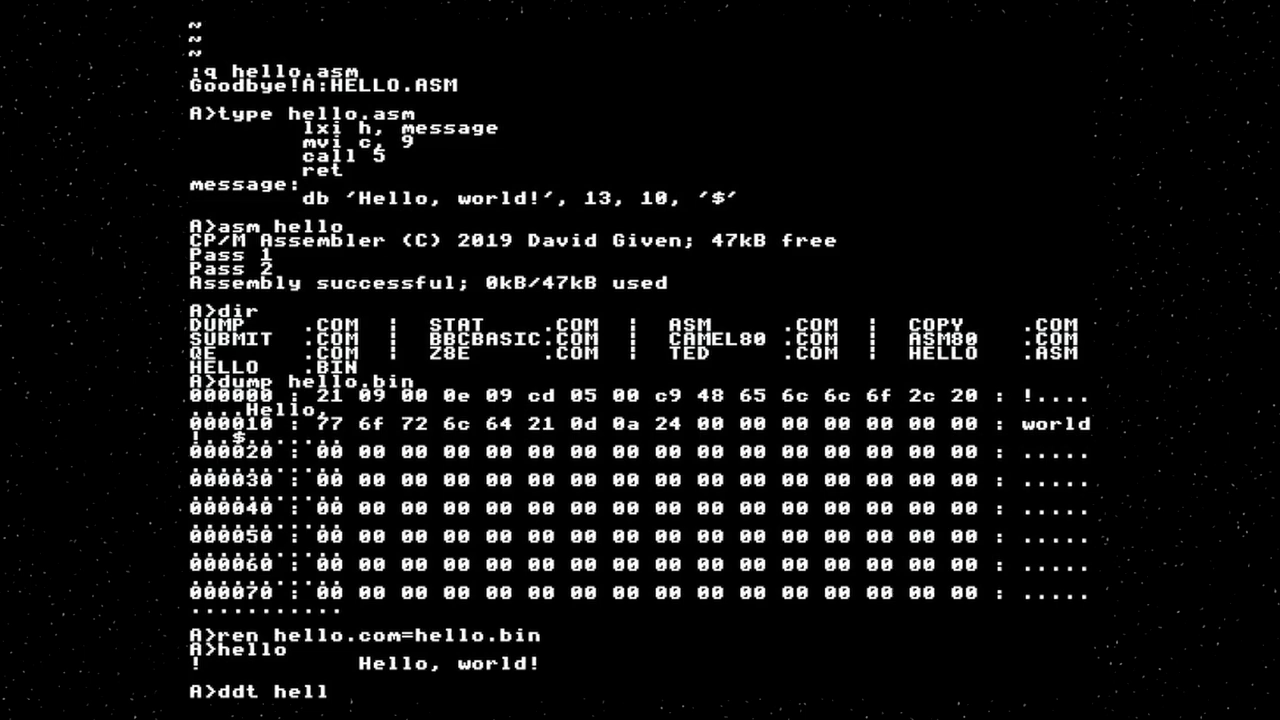 ~
~
~
:q hello.asm
Goodbye!A:HELLO.ASM
A>type hello.asm
lxi h, message
mvi c, 9
call 5
ret
message:
db 'Hello, world!', 13, 10, '$'
A>asm hello
CP/M Assembler (C) 2019 David Given; 47kB free
Pass 1
Pass 2
Assembly successful; 0kB/47kB used
A>dir
DUMP .COM | STAT .COM | ASM .COM | COPY .COM
SUBMIT .COM | BBCBASIC.COM | CAMEL80 .COM | ASM80 .COM
QE .COM | Z8E .COM | TED .COM | HELLO .ASM
HELLO .BIN
A>dump hello.bin
000000 : 21 09 00 0e 09 cd 05 00 c9 48 65 6c 6c 6f 2c 20 : !....
....Hello,
000010 : 77 6f 72 6c 64 21 0d 0a 24 00 00 00 00 00 00 00 : world
!..$.......
000020 : 00 00 00 00 00 00 00 00 00 00 00 00 00 00 00 00 : .....
...........
000030 : 00 00 00 00 00 00 00 00 00 00 00 00 00 00 00 00 : .....
...........
000040 : 00 00 00 00 00 00 00 00 00 00 00 00 00 00 00 00 : .....
...........
000050 : 00 00 00 00 00 00 00 00 00 00 00 00 00 00 00 00 : .....
...........
000060 : 00 00 00 00 00 00 00 00 00 00 00 00 00 00 00 00 : .....
...........
000070 : 00 00 00 00 00 00 00 00 00 00 00 00 00 00 00 00 : .....
...........
A>ren hello.com=hello.bin
A>hello
! Hello, world!
A>ddt hell